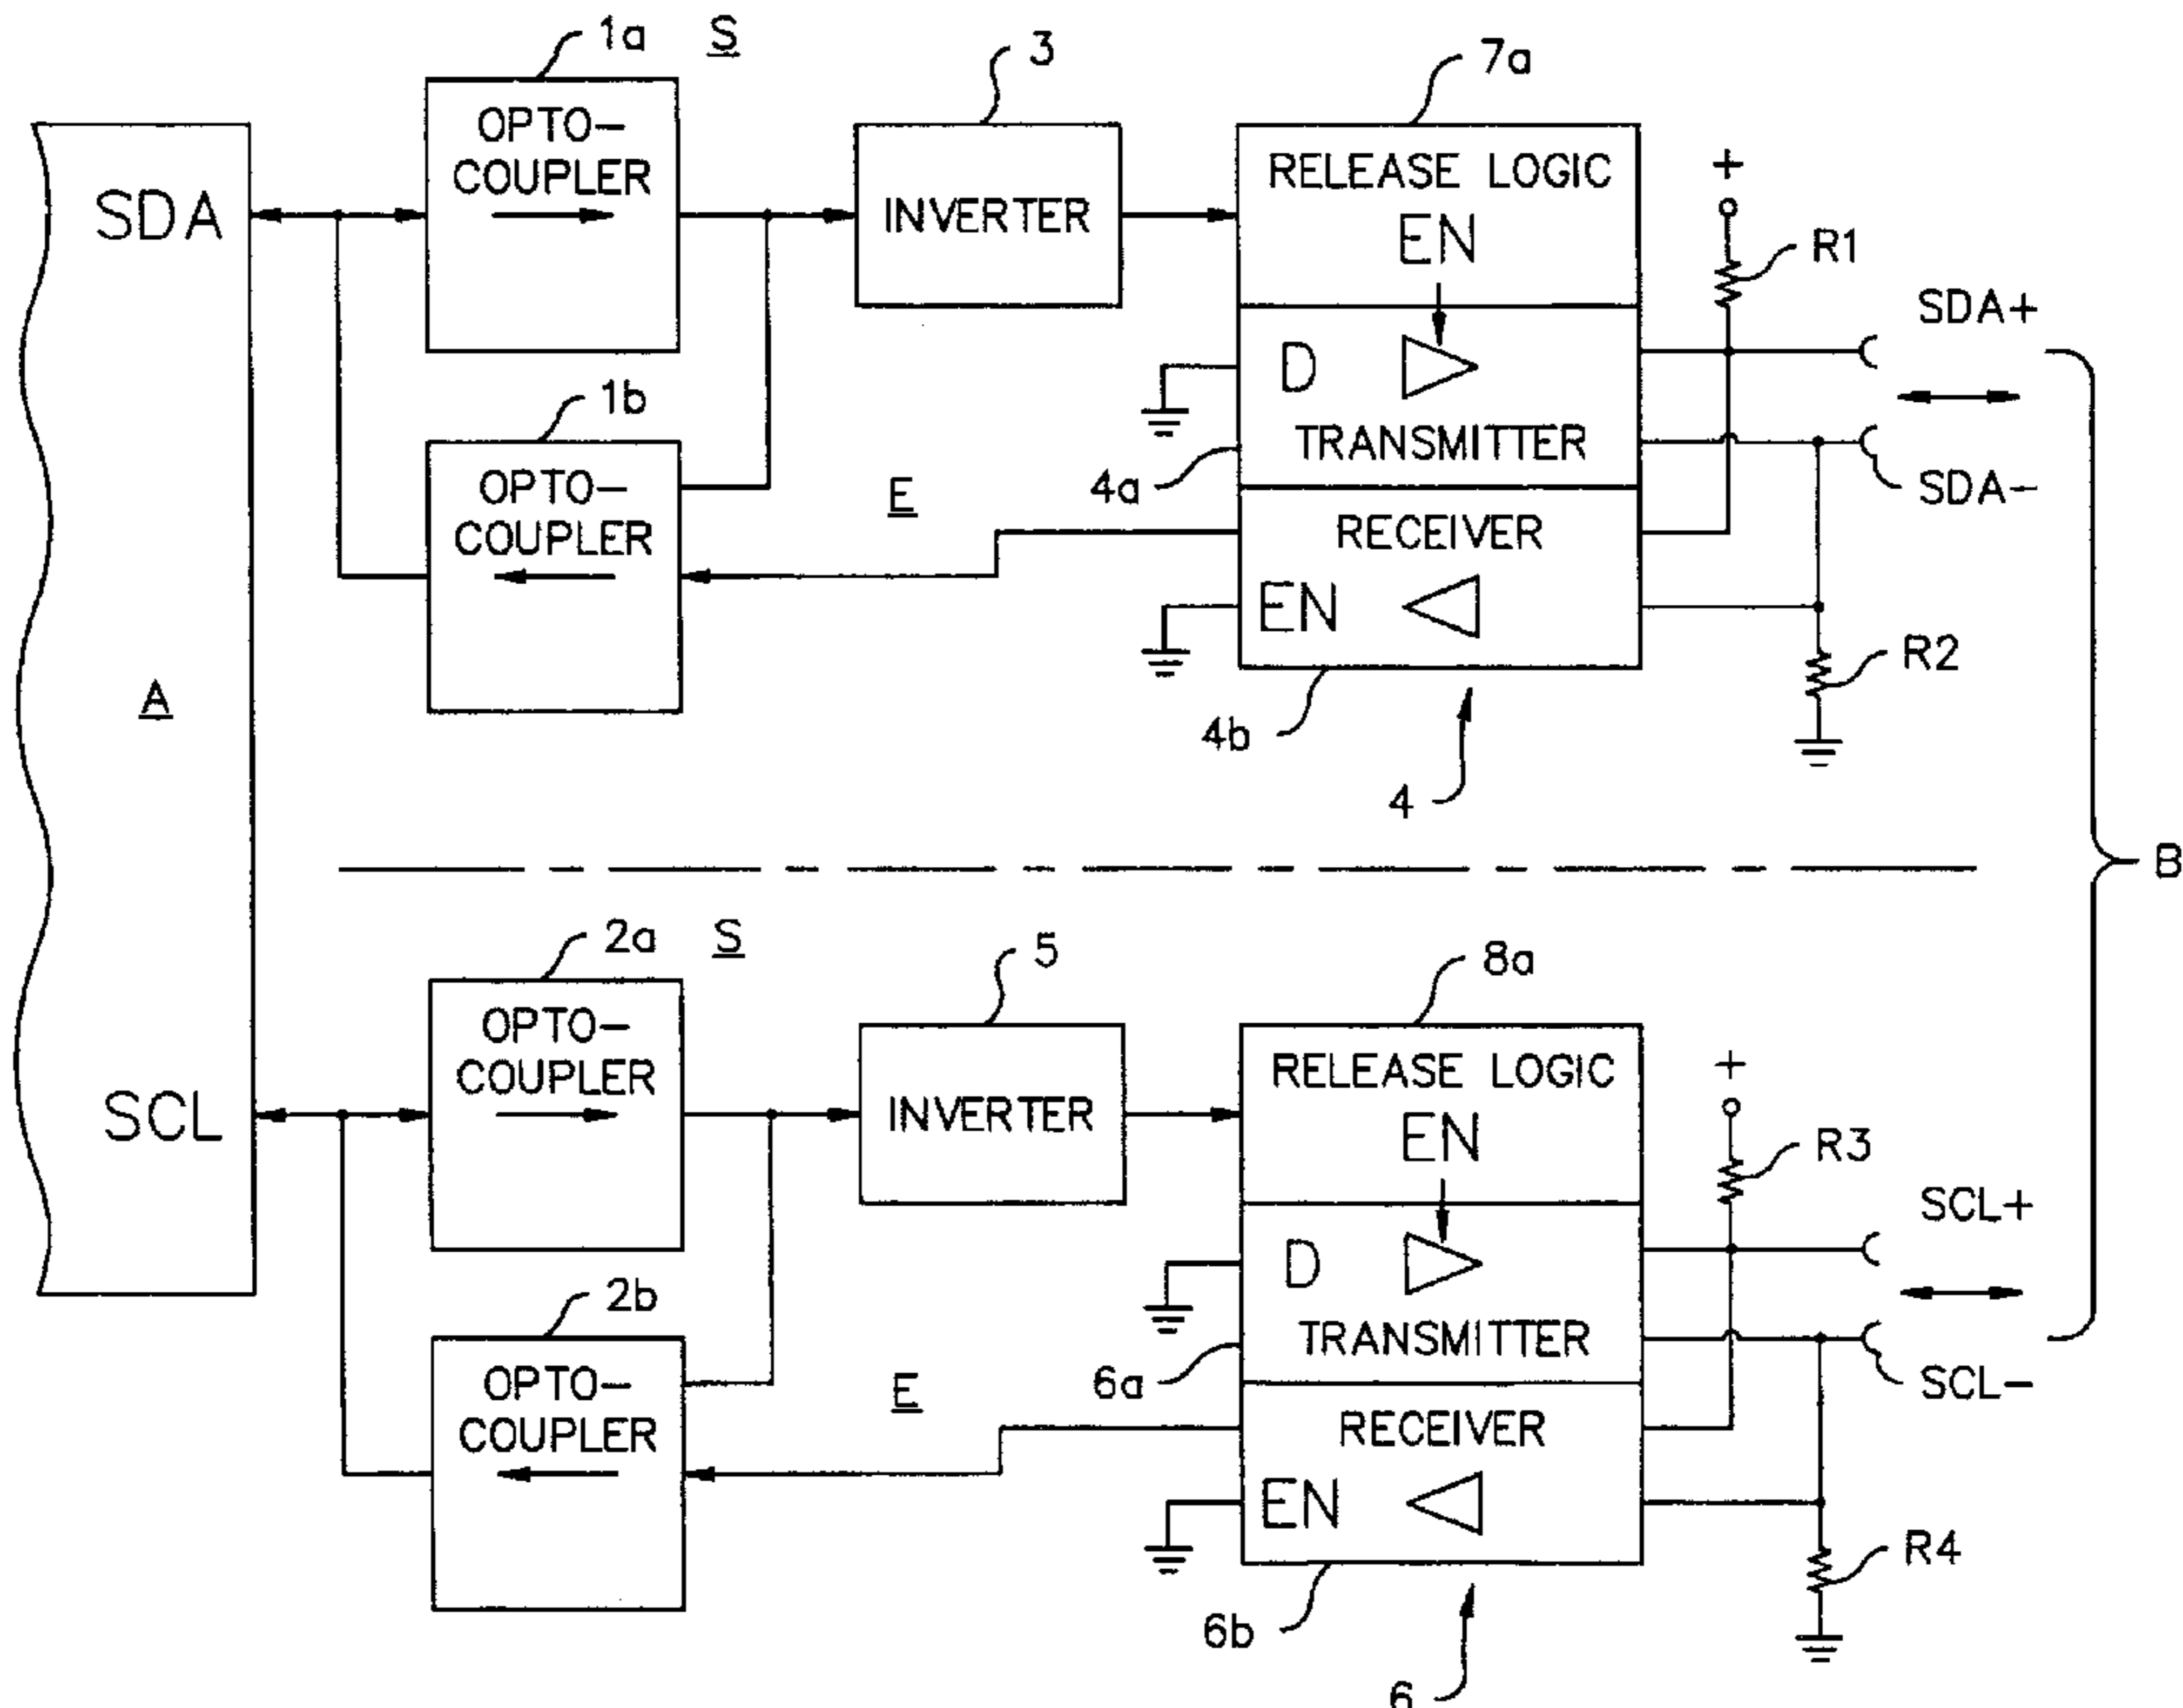 1a
S
3
7a
OPTO-
COUPLER
RELEASE LOGIC
+
SDA
INVERTER
EN
R1
SDA+
1b
D
TRANSMITTER
4a
SDA-
OPTO-
COUPLER
E
RECEIVER
EN
R2
A
4b
4
B
2a
S
5
8a
OPTO-
COUPLER
RELEASE LOGIC
+
SCL
INVERTER
EN
R3
SCL+
2b
D
TRANSMITTER
6a
SCL-
OPTO-
COUPLER
E
RECEIVER
EN
R4
6b
6